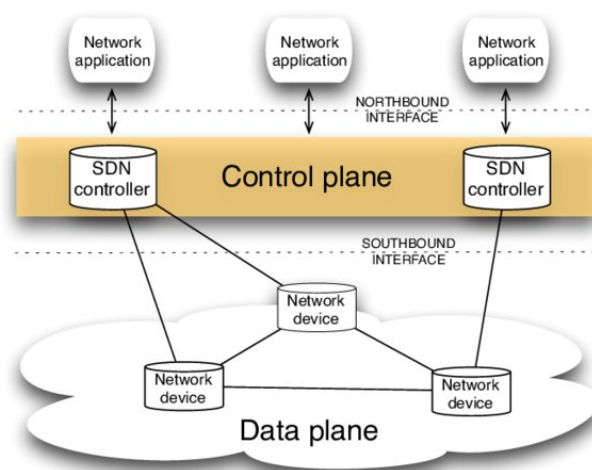 Network
application
Network
application
Network
application
NORTHBOUND
INTERFACE
SDN
controller
Control plane
SDN
controller
SOUTHBOUND
INTERFACE
Network
device
Network
device
Network
device
Data plane